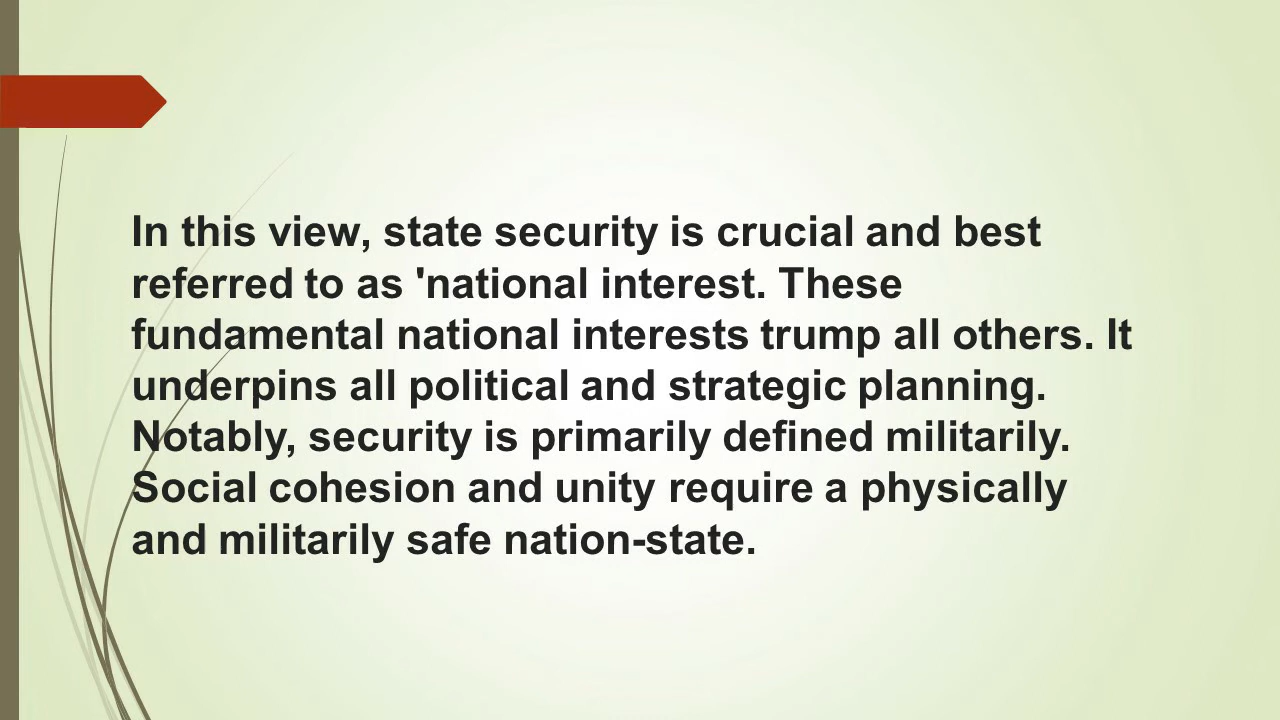 In this view, state security is crucial and best
referred to as 'national interest. These
fundamental national interests trump all others. It
underpins all political and strategic planning.
Notably, security is primarily defined militarily.
Social cohesion and unity require a physically
and militarily safe nation-state.